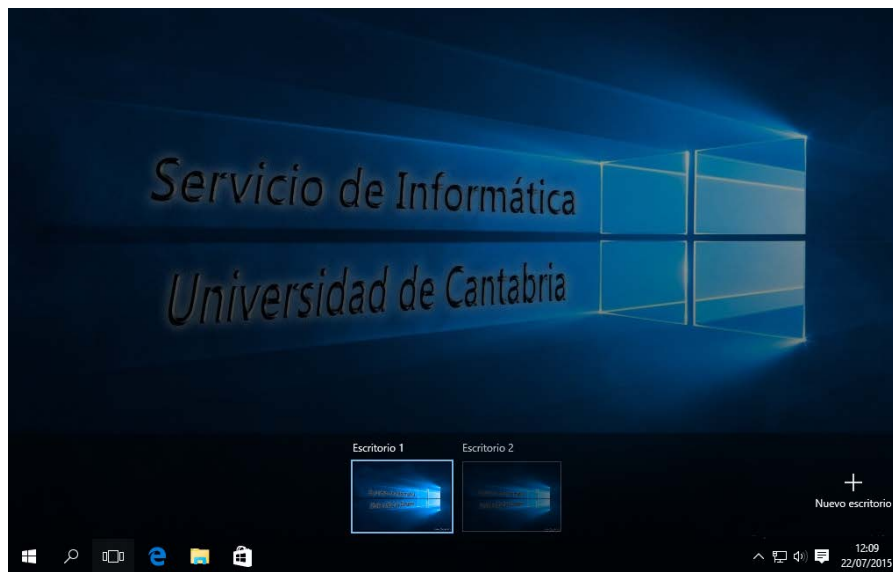 Servicio de Informática
Universidad de Cantabria
Escritorio 1
Escritorio 2
Nuevo escritorio
12:09
22/07/2015